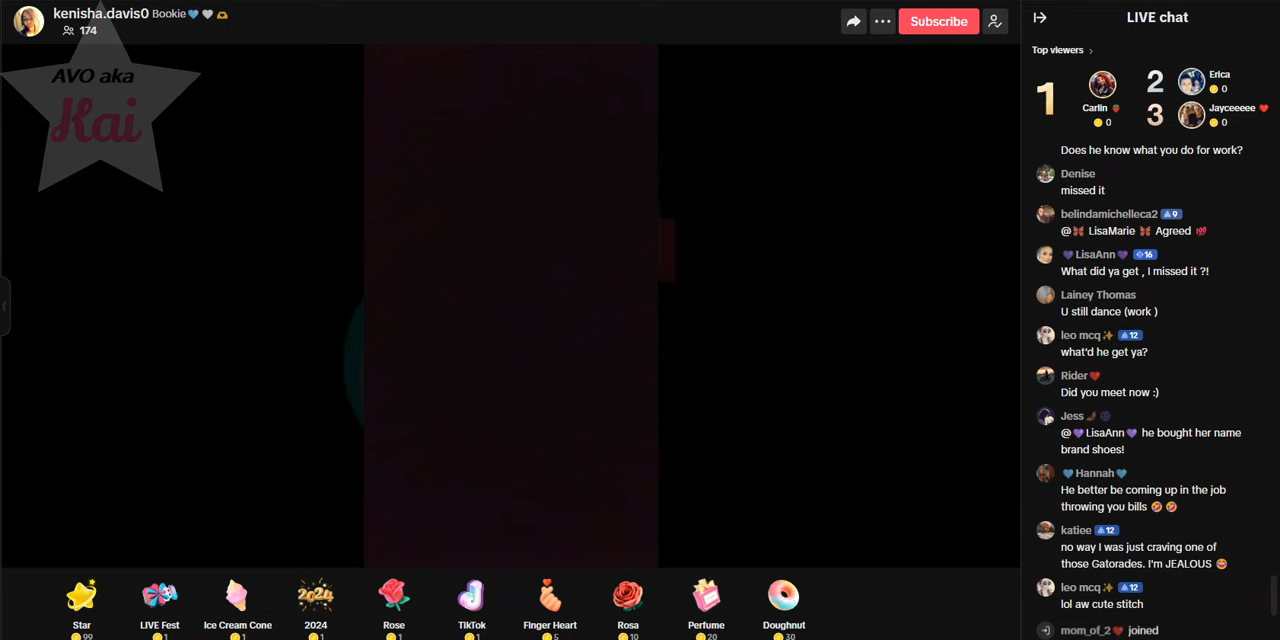 kenisha.davis0 Bookie💙🤍🫶
174
Subscribe
AVO aka
Kai
Star
99
LIVE Fest
1
Ice Cream Cone
1
2024
2024
1
Rose
1
TikTok
1
Finger Heart
5
Rosa
10
Perfume
20
Doughnut
30
LIVE chat
Top viewers
1
Carlin 🍓
0
2
Erica
0
3
Jayceeeee ❤️
0
Does he know what you do for work?
Denise
missed it
belindamichelleca2 9
@🦋 LisaMarie 🦋 Agreed 💯
💜LisaAnn💜 16
What did ya get , I missed it ?!
Lainey Thomas
U still dance (work )
leo mcq✨ 12
what'd he get ya?
Rider❤️
Did you meet now :)
Jess
@💜LisaAnn💜 he bought her name
brand shoes!
💙Hannah💙
He better be coming up in the job
throwing you bills 🤣 🤣
katiee 12
no way I was just craving one of
those Gatorades. I'm JEALOUS 😂
leo mcq✨ 12
lol aw cute stitch
mom_of_2❤️ joined